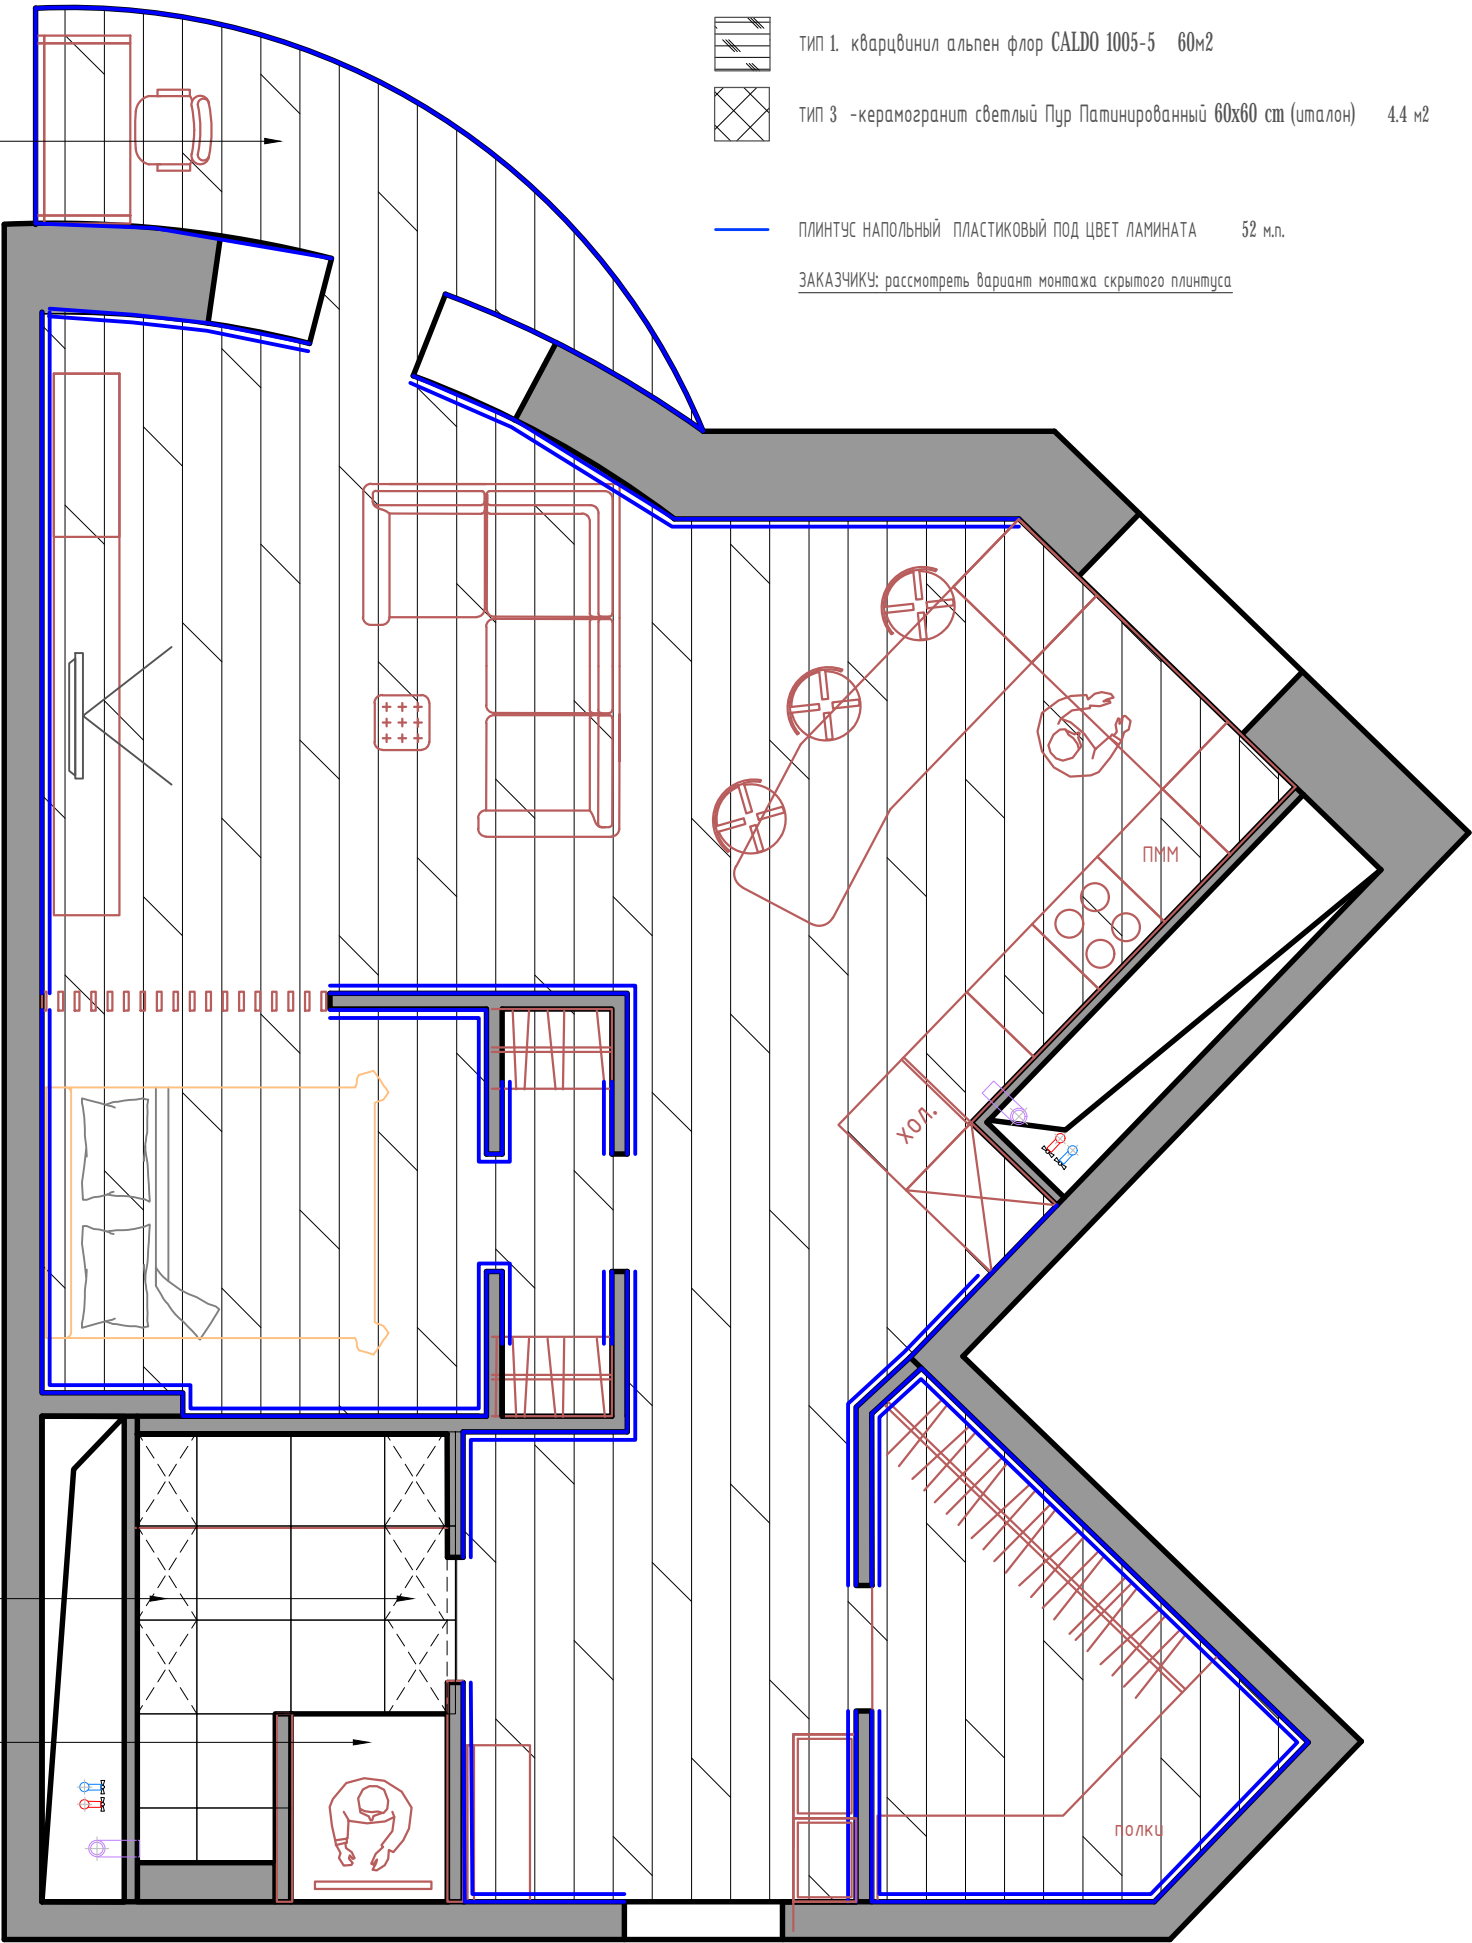 ТИП 1. кварцвинил альпен флор CALDO 1005-5 60м2
ТИП 3 -керамогранит светлый Пур Патинированный 60х60 cm (италон) 4.4 м2
ПЛИНТУС НАПОЛЬНЫЙ ПЛАСТИКОВЫЙ ПОД ЦВЕТ ЛАМИНАТА 52 м.п.
ЗАКАЗЧИКУ: рассмотреть вариант монтажа скрытого плинтуса
ПММ
ХОЛ.
полки